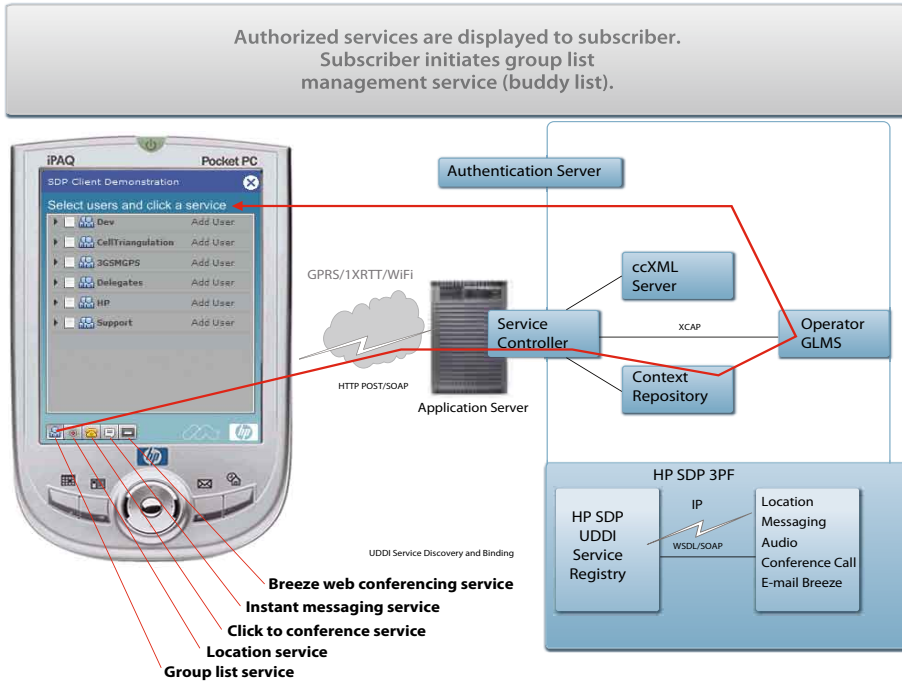 Authorized services are displayed to subscriber.
Subscriber initiates group list
management service (buddy list).
iPAQ
Pocket PC
SDP Client Demonstration
Select users and click a service
Dev
Add User
CellTriangulation
Add User
3GSMGPS
Add User
Delegates
Add User
HP
Add User
Support
Add User
hp
hp
GPRS/1XRTT/WiFi
HTTP POST/SOAP
Application Server
Authentication Server
Service
Controller
ccXML
Server
XCAP
Operator
GLMS
Context
Repository
HP SDP 3PF
HP SDP
UDDI
Service
Registry
IP
WSDL/SOAP
Location
Messaging
Audio
Conference Call
E-mail Breeze
UDDI Service Discovery and Binding
Breeze web conferencing service
Instant messaging service
Click to conference service
Location service
Group list service